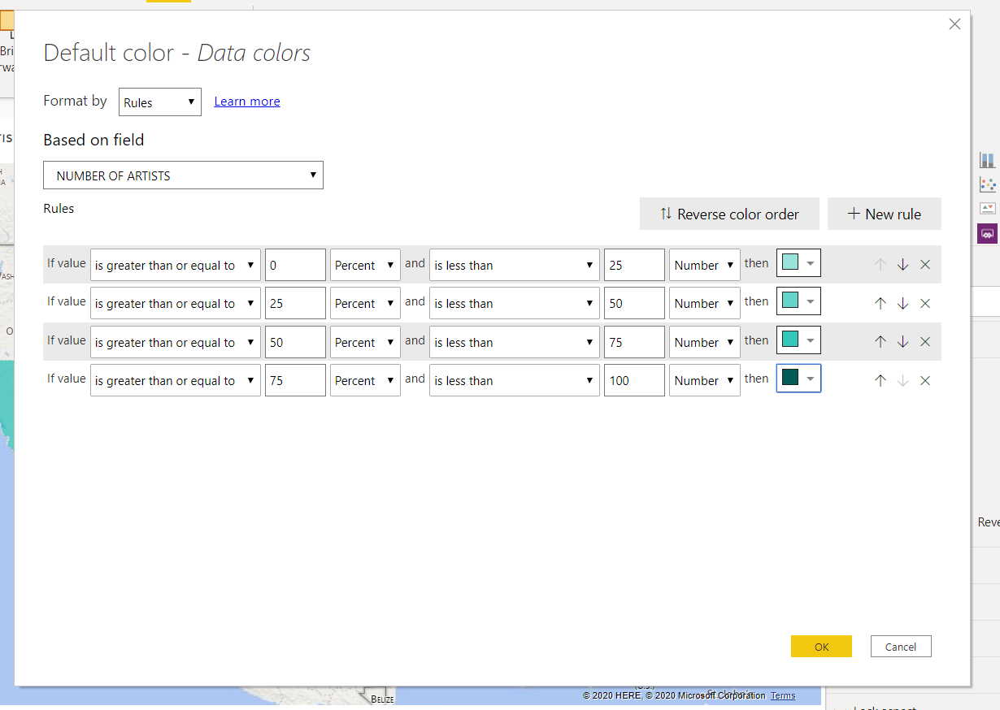 Default color - Data colors
Format by Rules Learn more
Based on field
NUMBER OF ARTISTS
Rules
Reverse color order
New rule
If value is greater than or equal to 0 Percent and is less than 25 Number then
If value is greater than or equal to 25 Percent and is less than 50 Number then
If value is greater than or equal to 50 Percent and is less than 75 Number then
If value is greater than or equal to 75 Percent and is less than 100 Number then
OK Cancel
BELIZE
© 2020 HERE, © 2020 Microsoft Corporation Terms